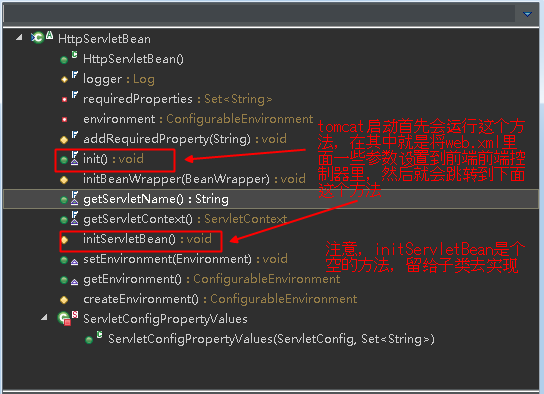 HttpServletBean
HttpServletBean()
logger : Log
requiredProperties : Set<String>
environment : ConfigurableEnvironment
addRequiredProperty(String) : void
init() : void
initBeanWrapper(BeanWrapper) : void
getServletName() : String
getServletContext() : ServletContext
initServletBean() : void
setEnvironment(Environment) : void
getEnvironment() : ConfigurableEnvironment
createEnvironment() : ConfigurableEnvironment
ServletConfigPropertyValues
ServletConfigPropertyValues(ServletConfig, Set<String>)
tomcat启动首先会运行这个方
法，在其中就是将web.xml里
面一些参数设置到前端前端控
制器里，然后就会跳转到下面
这个方法
注意，initServletBean是个
空的方法，留给子类去实现